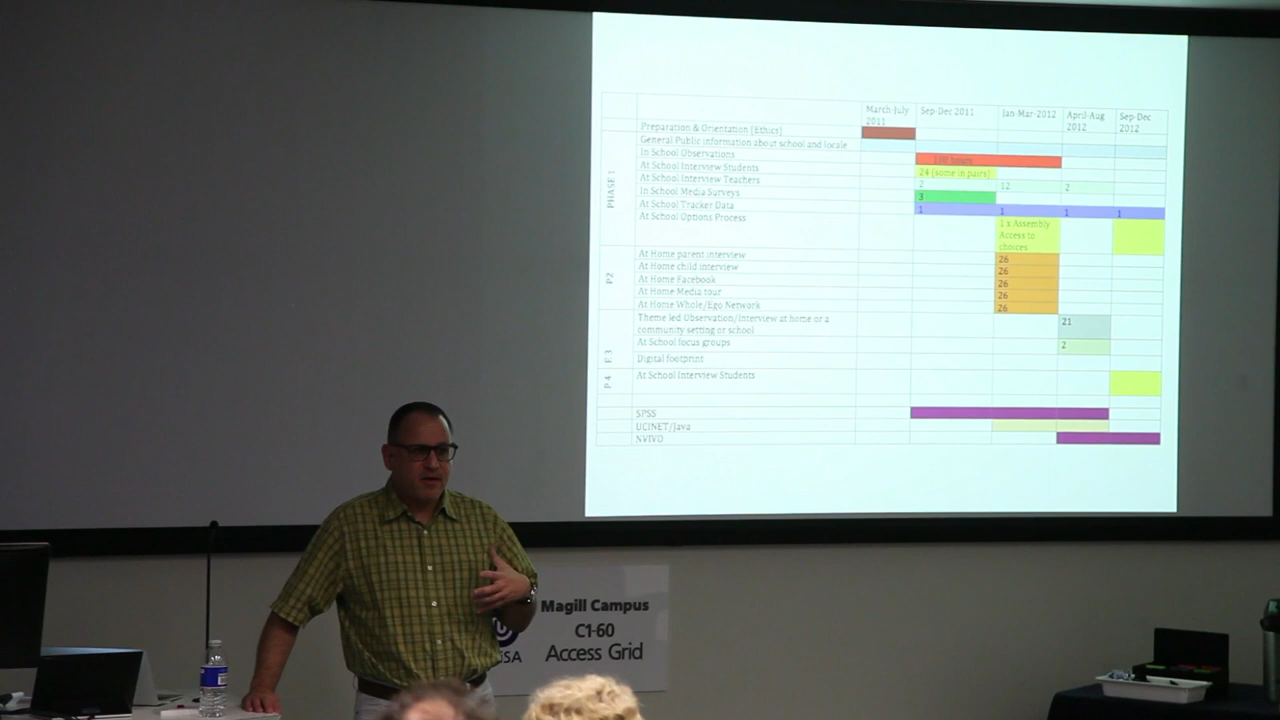 March-July 2011 Sep-Dec 2011 Jan-Mar-2012 April-Aug 2012 Sep-Dec 2012
PHASE 1
Preparation & Orientation (Ethics)
General Public information about school and locale
In School Observations
At School Interview Students 24 (some in pairs)
At School Interview Teachers 2 12 2
In School Media Surveys 3
At School Tracker Data 1 1 1 1
At School Options Process 1 x Assembly Access to choices
P2
At Home parent interview 26
At Home child interview 26
At Home Facebook 26
At Home Media tour 26
At Home Whole/Ego Network 26
P3
Theme led Observation/Interview at home or a
community setting or school 21
At School focus groups 2
Digital footprint
P4
At School Interview Students
SPSS
UCINET/Java
NVIVO
Magill Campus
C1-60
Access Grid